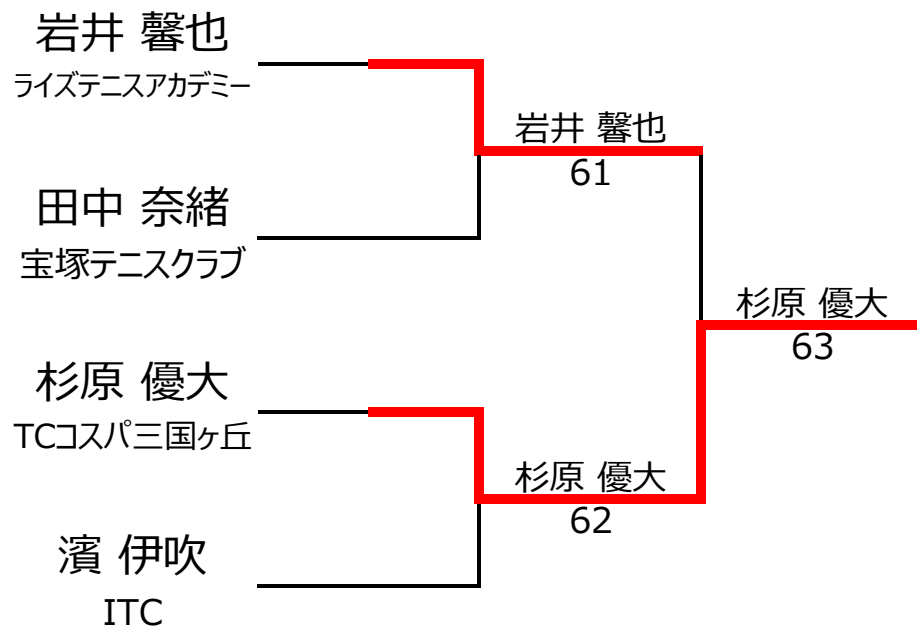 岩井 馨也
ライズテニスアカデミー
岩井 馨也
61
田中 奈緒
宝塚テニスクラブ
杉原 優大
63
杉原 優大
TCコスパ三国ヶ丘
杉原 優大
62
濱 伊吹
ITC